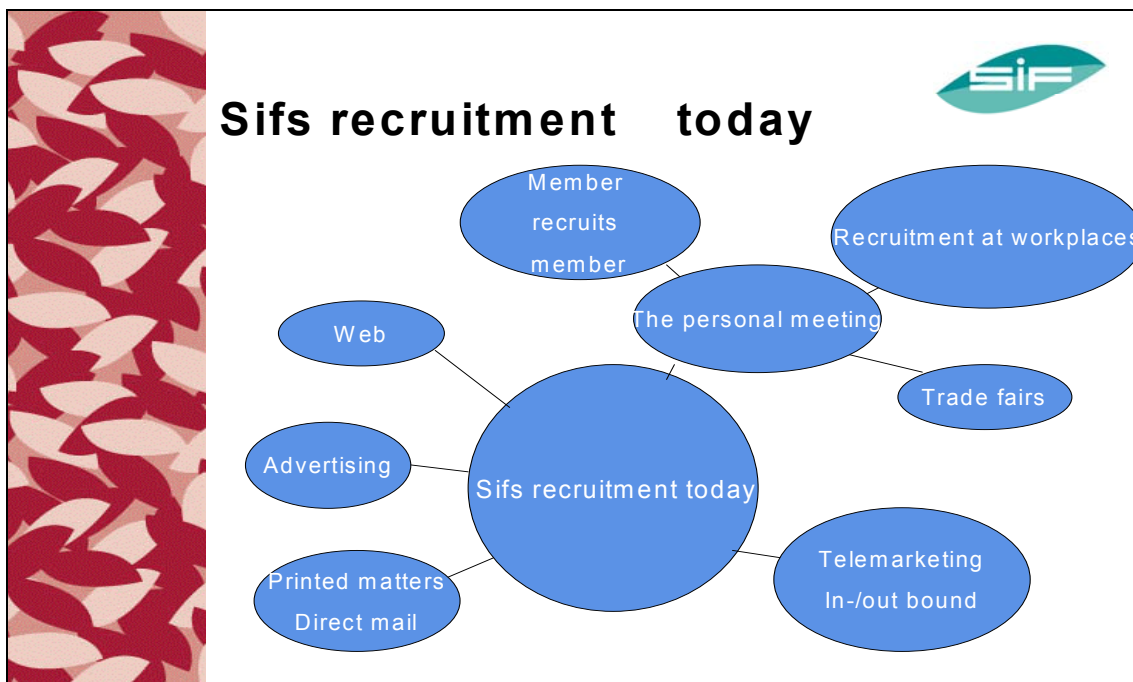 SiF
Sifs recruitment today
Member
recruits
member
Recruitment at workplaces
The personal meeting
Web
Trade fairs
Advertising
Sifs recruitment today
Printed matters
Direct mail
Telemarketing
In-/out bound